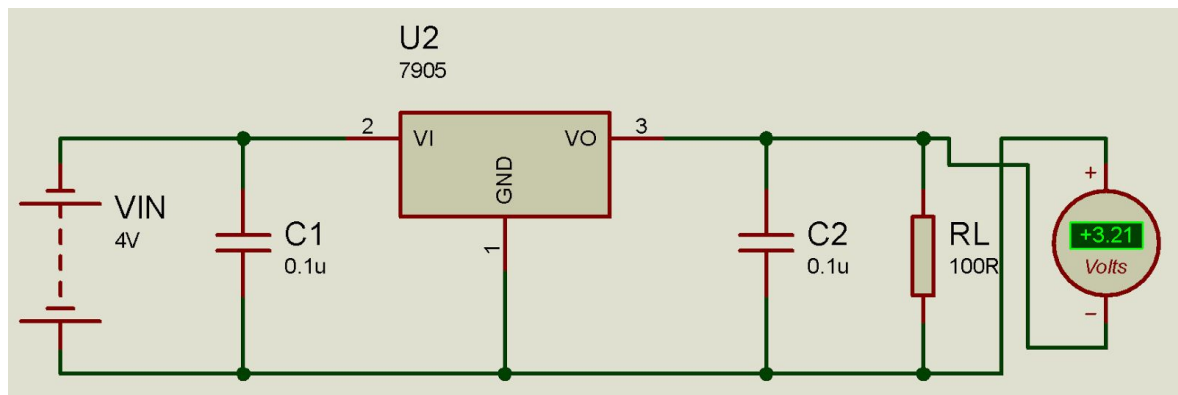 U2
7905
2
VI
VO
3
GND
1
VIN
4V
C1
0.1u
C2
0.1u
RL
100R
+
+3.21
Volts
−